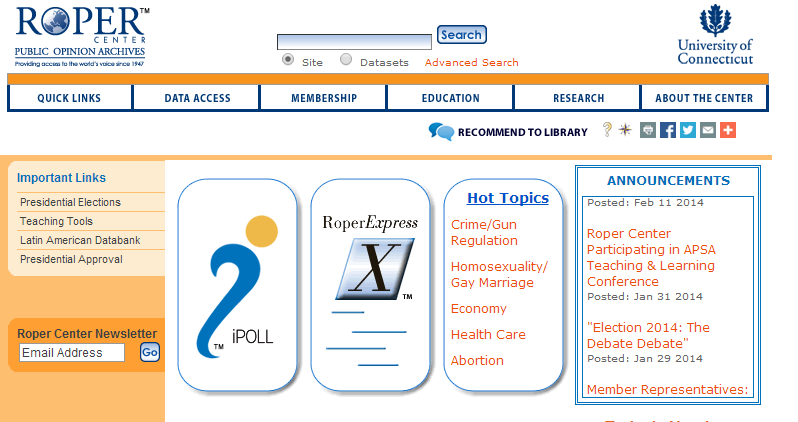 ROPER™
CENTER
PUBLIC OPINION ARCHIVES
Providing access to the world's voice since 1947
Search
Site Datasets Advanced Search
University of
Connecticut
QUICK LINKS DATA ACCESS MEMBERSHIP EDUCATION RESEARCH ABOUT THE CENTER
RECOMMEND TO LIBRARY
Important Links
Presidential Elections
Teaching Tools
Latin American Databank
Presidential Approval
Roper Center Newsletter
Email Address Go
iPOLL
TM
RoperExpress
X
TM
Hot Topics
Crime/Gun
Regulation
Homosexuality/
Gay Marriage
Economy
Health Care
Abortion
ANNOUNCEMENTS
Posted: Feb 11 2014
Roper Center
Participating in APSA
Teaching & Learning
Conference
Posted: Jan 31 2014
"Election 2014: The
Debate Debate"
Posted: Jan 29 2014
Member Representatives: